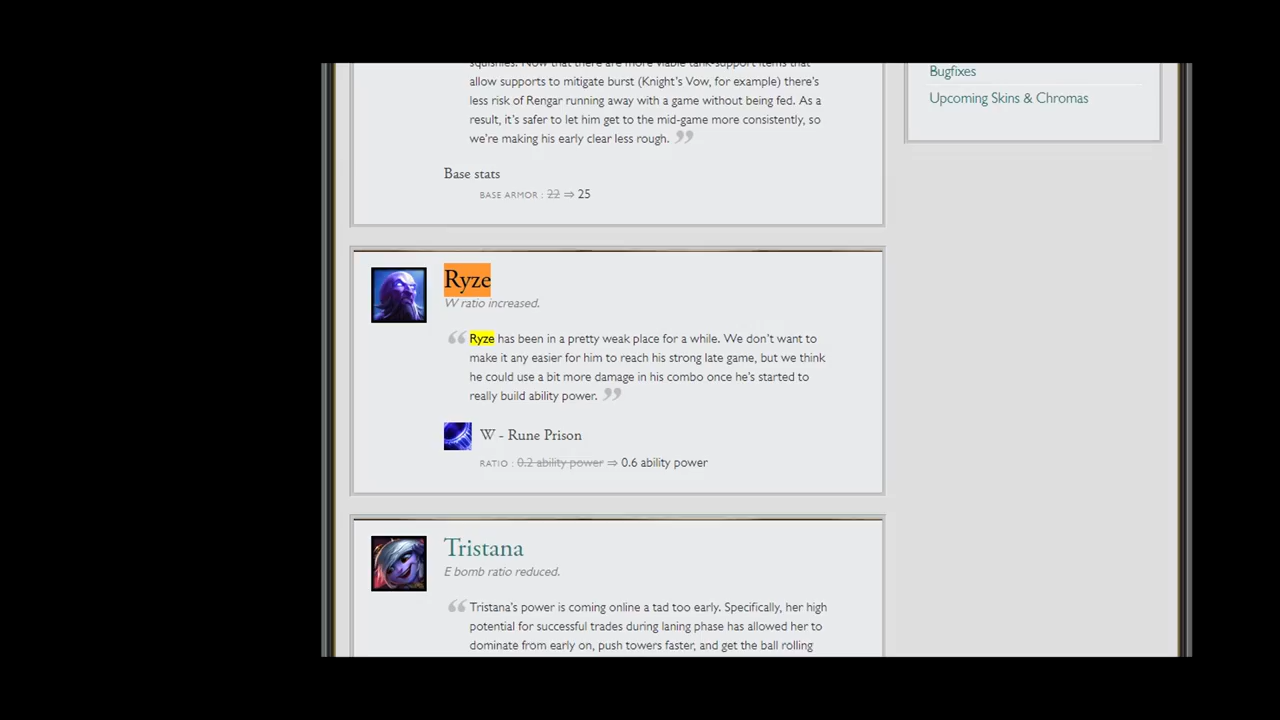 squishies. Now that there are more viable tank-support items that
allow supports to mitigate burst (Knight's Vow, for example) there's
less risk of Rengar running away with a game without being fed. As a
result, it's safer to let him get to the mid-game more consistently, so
we're making his early clear less rough. ”
Base stats
BASE ARMOR : 22 ⇒ 25
Ryze
W ratio increased.
“ Ryze has been in a pretty weak place for a while. We don't want to
make it any easier for him to reach his strong late game, but we think
he could use a bit more damage in his combo once he's started to
really build ability power. ”
W - Rune Prison
RATIO : 0.2 ability power ⇒ 0.6 ability power
Tristana
E bomb ratio reduced.
“ Tristana's power is coming online a tad too early. Specifically, her high
potential for successful trades during laning phase has allowed her to
dominate from early on, push towers faster, and get the ball rolling
Bugfixes
Upcoming Skins & Chromas